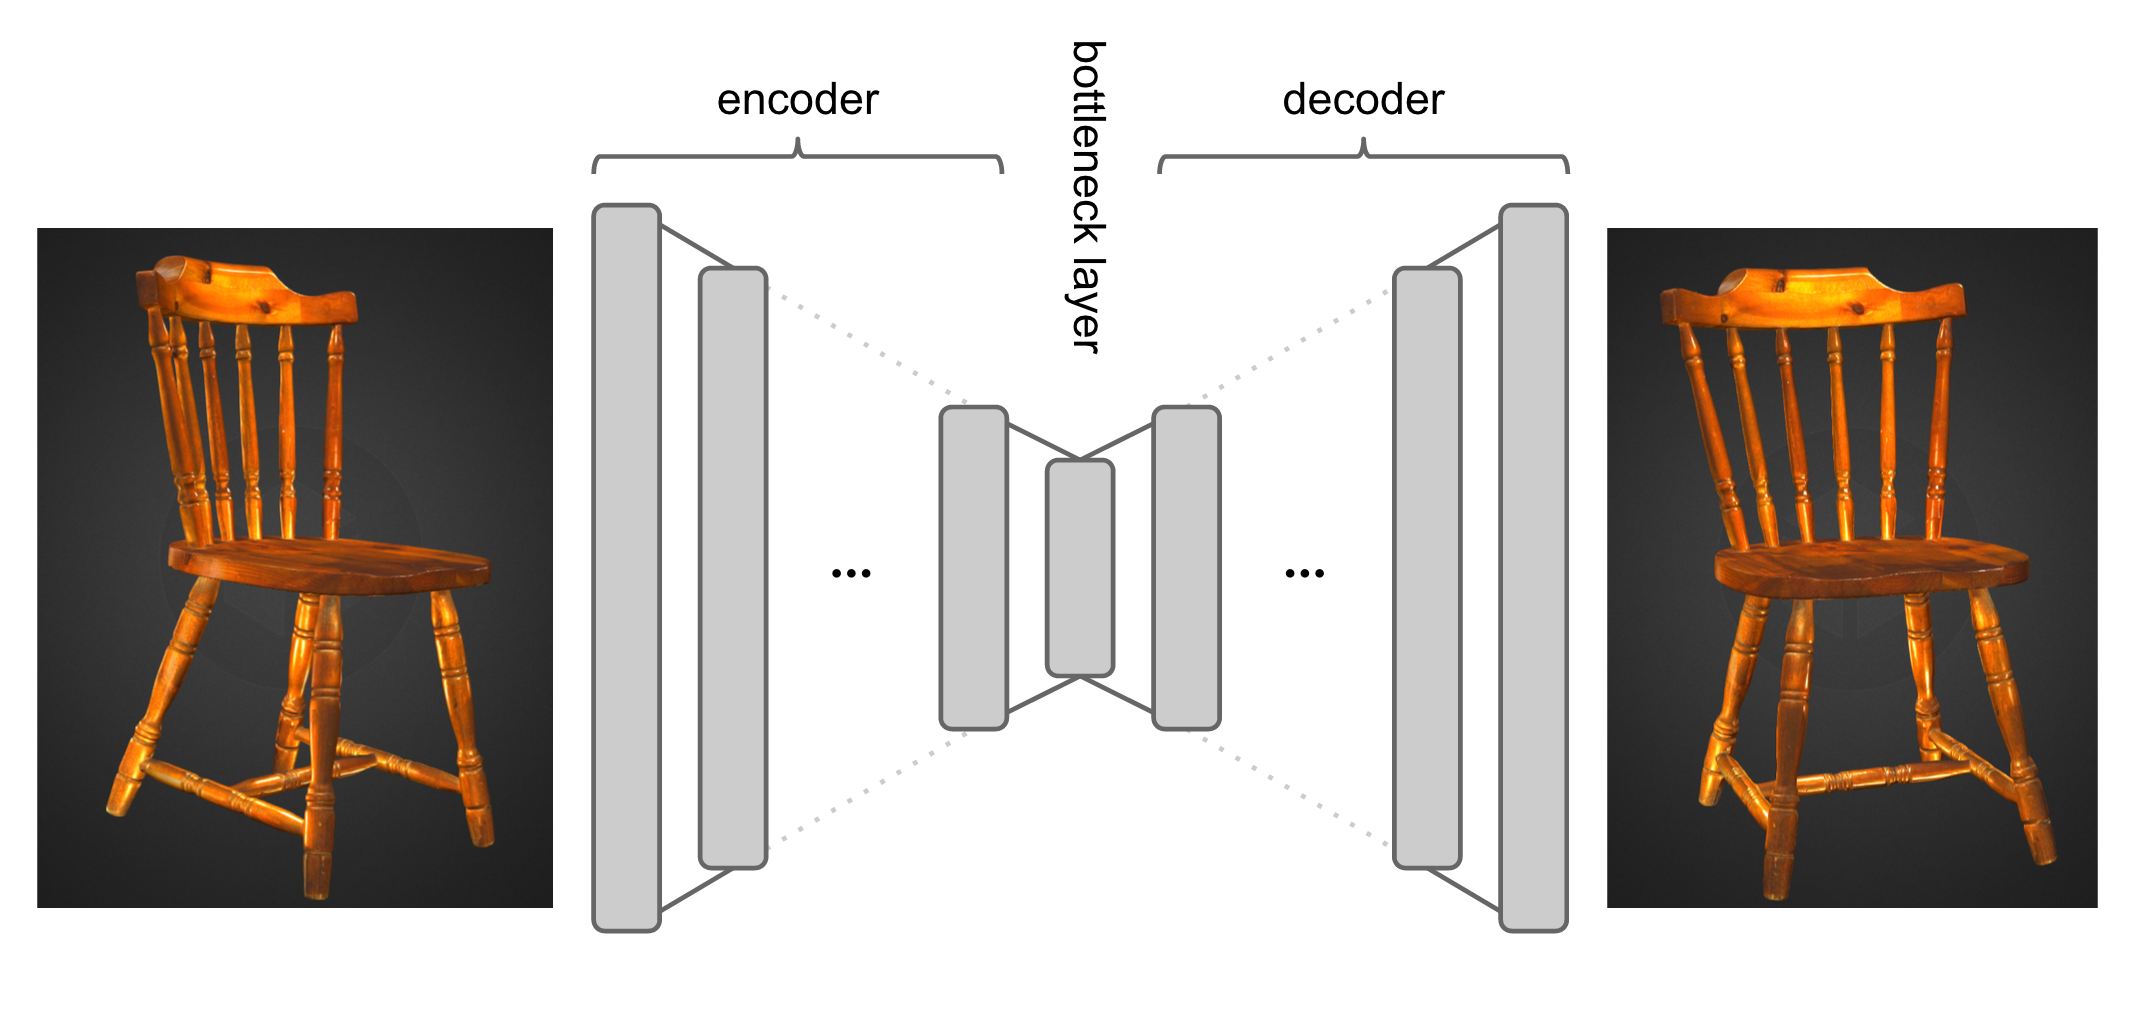 encoder
bottleneck layer
decoder
...
...